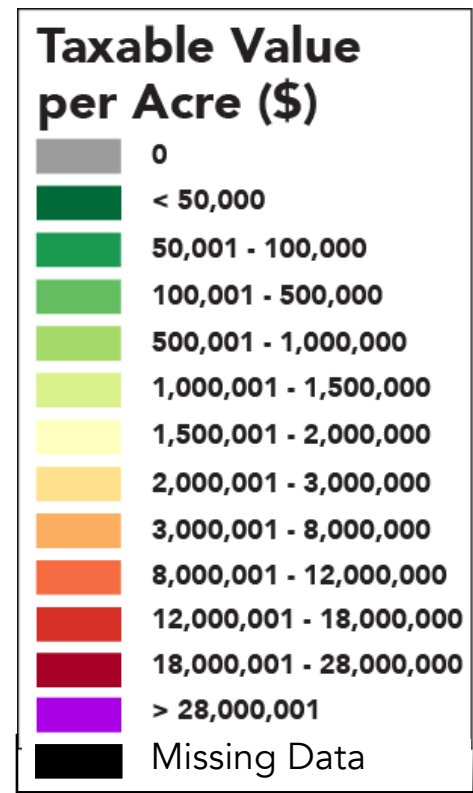 Taxable Value
per Acre ($)
0
< 50,000
50,001 - 100,000
100,001 - 500,000
500,001 - 1,000,000
1,000,001 - 1,500,000
1,500,001 - 2,000,000
2,000,001 - 3,000,000
3,000,001 - 8,000,000
8,000,001 - 12,000,000
12,000,001 - 18,000,000
18,000,001 - 28,000,000
> 28,000,001
Missing Data